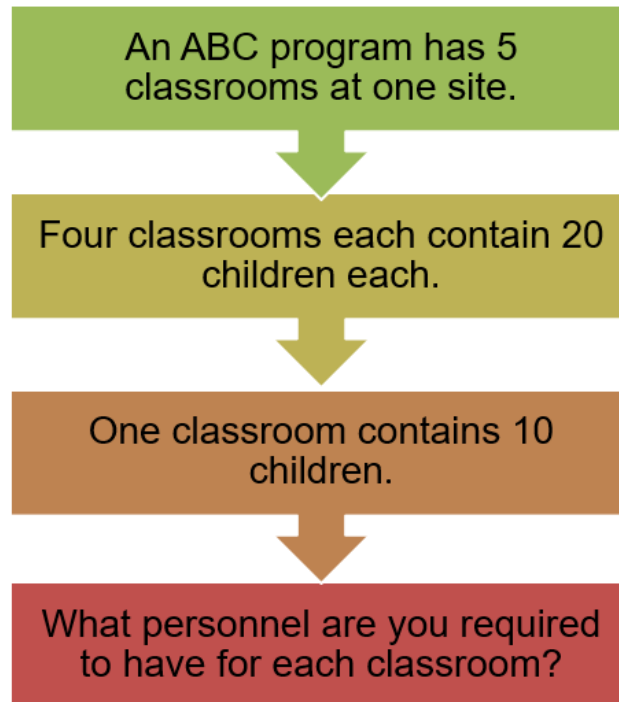 An ABC program has 5
classrooms at one site.
Four classrooms each contain 20
children each.
One classroom contains 10
children.
What personnel are you required
to have for each classroom?